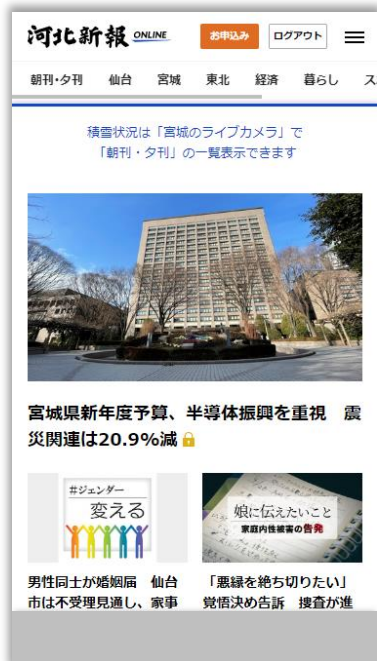 河北新報 ONLINE
お申込み
ログアウト
朝刊・夕刊 仙台 宮城 東北 経済 暮らし ス
積雪状況は「宮城のライブカメラ」で
「朝刊・夕刊」の一覧表示できます
宮城県新年度予算、半導体振興を重視 震
災関連は20.9%減
#ジェンダー
変える
男性同士が婚姻届 仙台
市は不受理見通し、家事
娘に伝えたいこと
家庭内性被害の告発
「悪縁を絶ち切りたい」
覚悟決め告訴 捜査が進